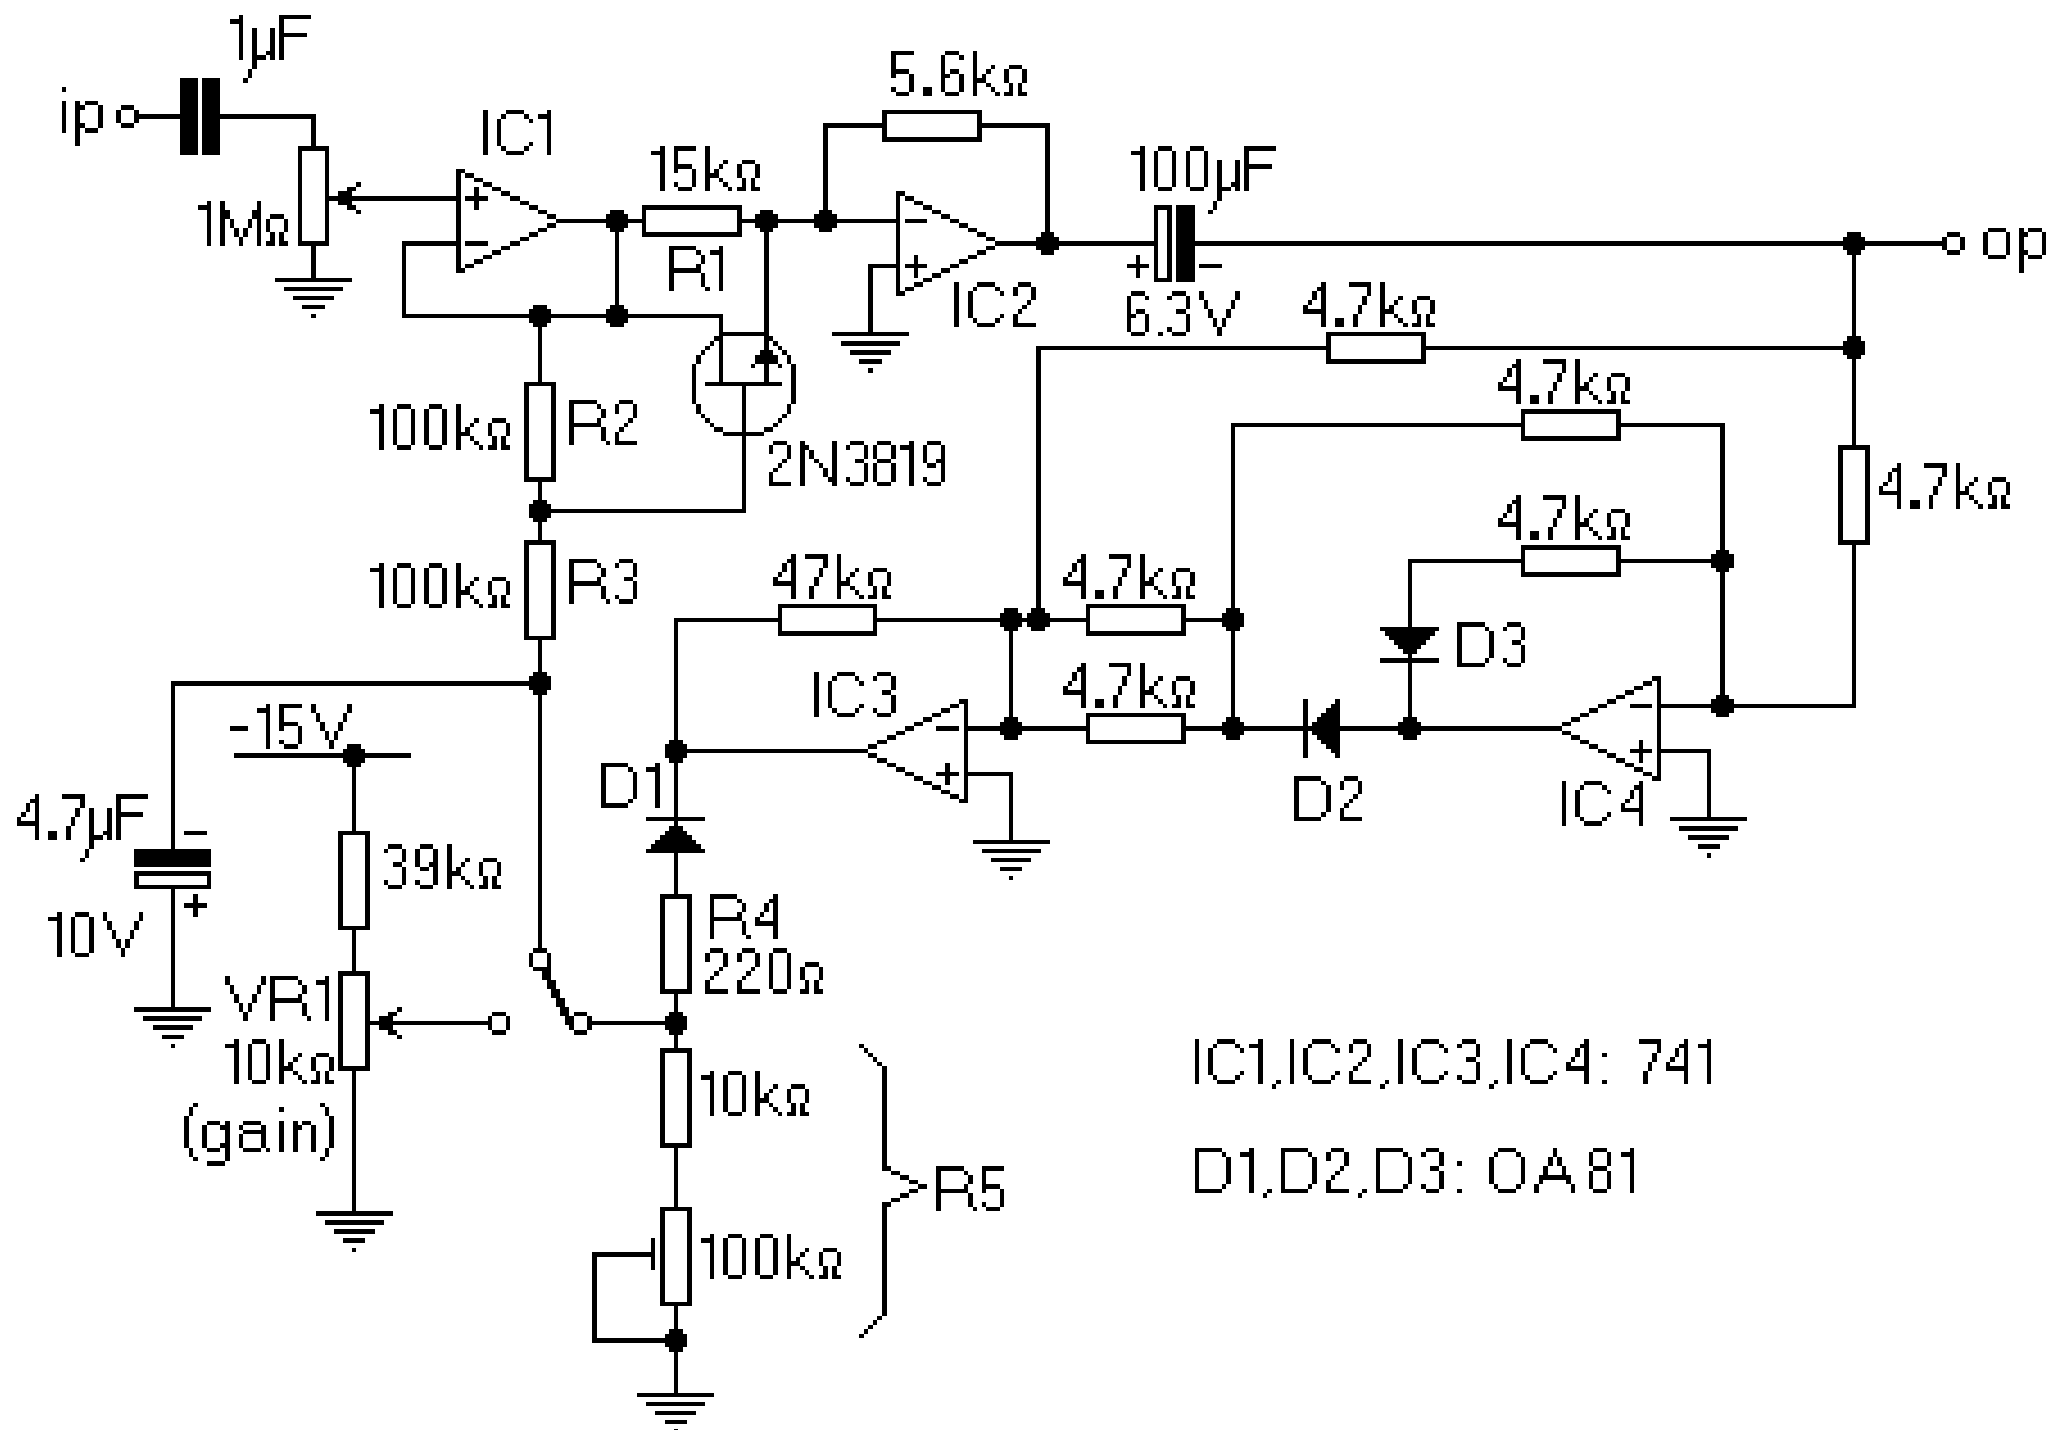 1µF
ip
1MΩ
IC1
+
−
15kΩ
R1
5.6kΩ
−
+
IC2
100µF
+ −
6.3V
op
4.7kΩ
4.7kΩ
4.7kΩ
4.7kΩ
100kΩ R2
2N3819
100kΩ R3
47kΩ
4.7kΩ
4.7kΩ
D3
IC3
−
+
D2
−
+
IC4
-15V
D1
4.7µF
−
+
10V
39kΩ
R4
220Ω
VR1
10kΩ
(gain)
10kΩ
100kΩ
R5
IC1,IC2,IC3,IC4: 741
D1,D2,D3: OA81